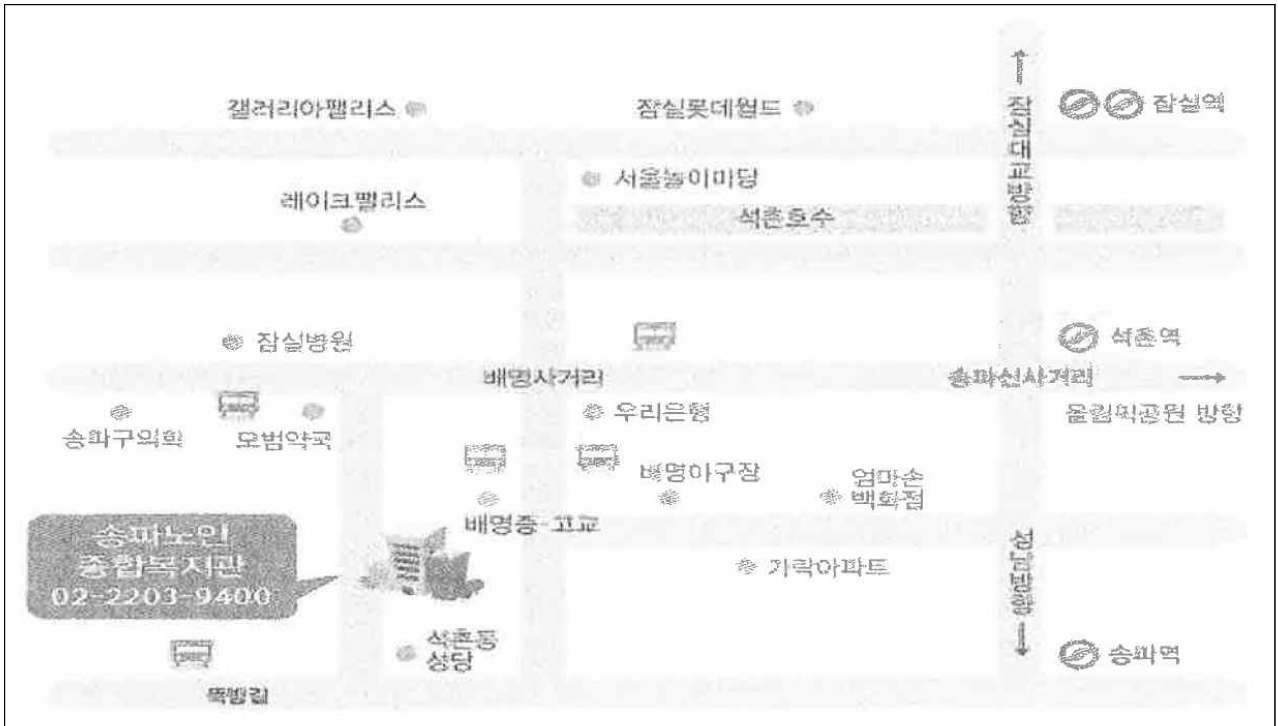 갤러리아팰리스
잠실롯데월드
잠실대교방향
잠실역
서울놀이마당
레이크팰리스
석촌호수
잠실병원
석촌역
배명사거리
송파신사거리
올림픽공원 방향
송파구의회
모범약국
우리은행
배명야구장
엄마손
백화점
배명중·고교
송파노인
종합복지관
02-2203-9400
가락아파트
성남방향
석촌동
성당
송파역
뚝방길